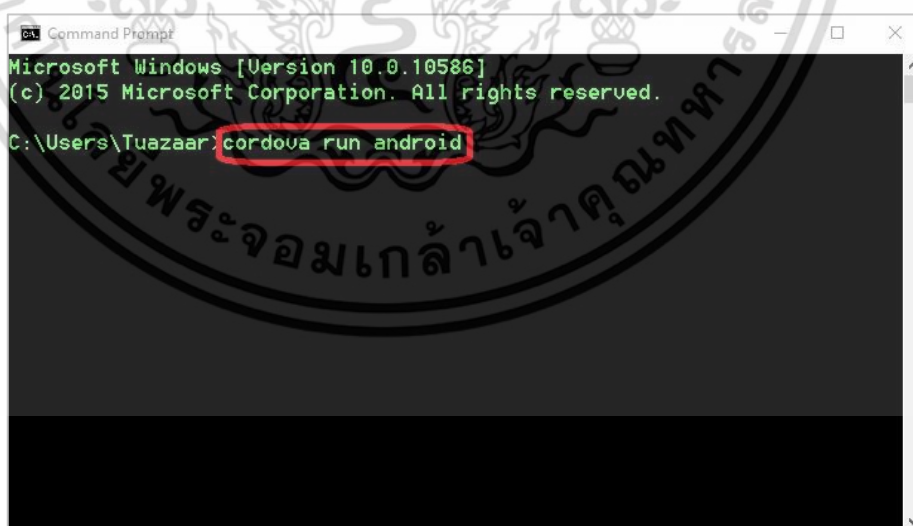 Command Prompt
Microsoft Windows [Version 10.0.10586]
(c) 2015 Microsoft Corporation. All rights reserved.
C:\Users\Tuazaar>cordova run android
พระจอมเกล้าเจ้าคุณทหาร